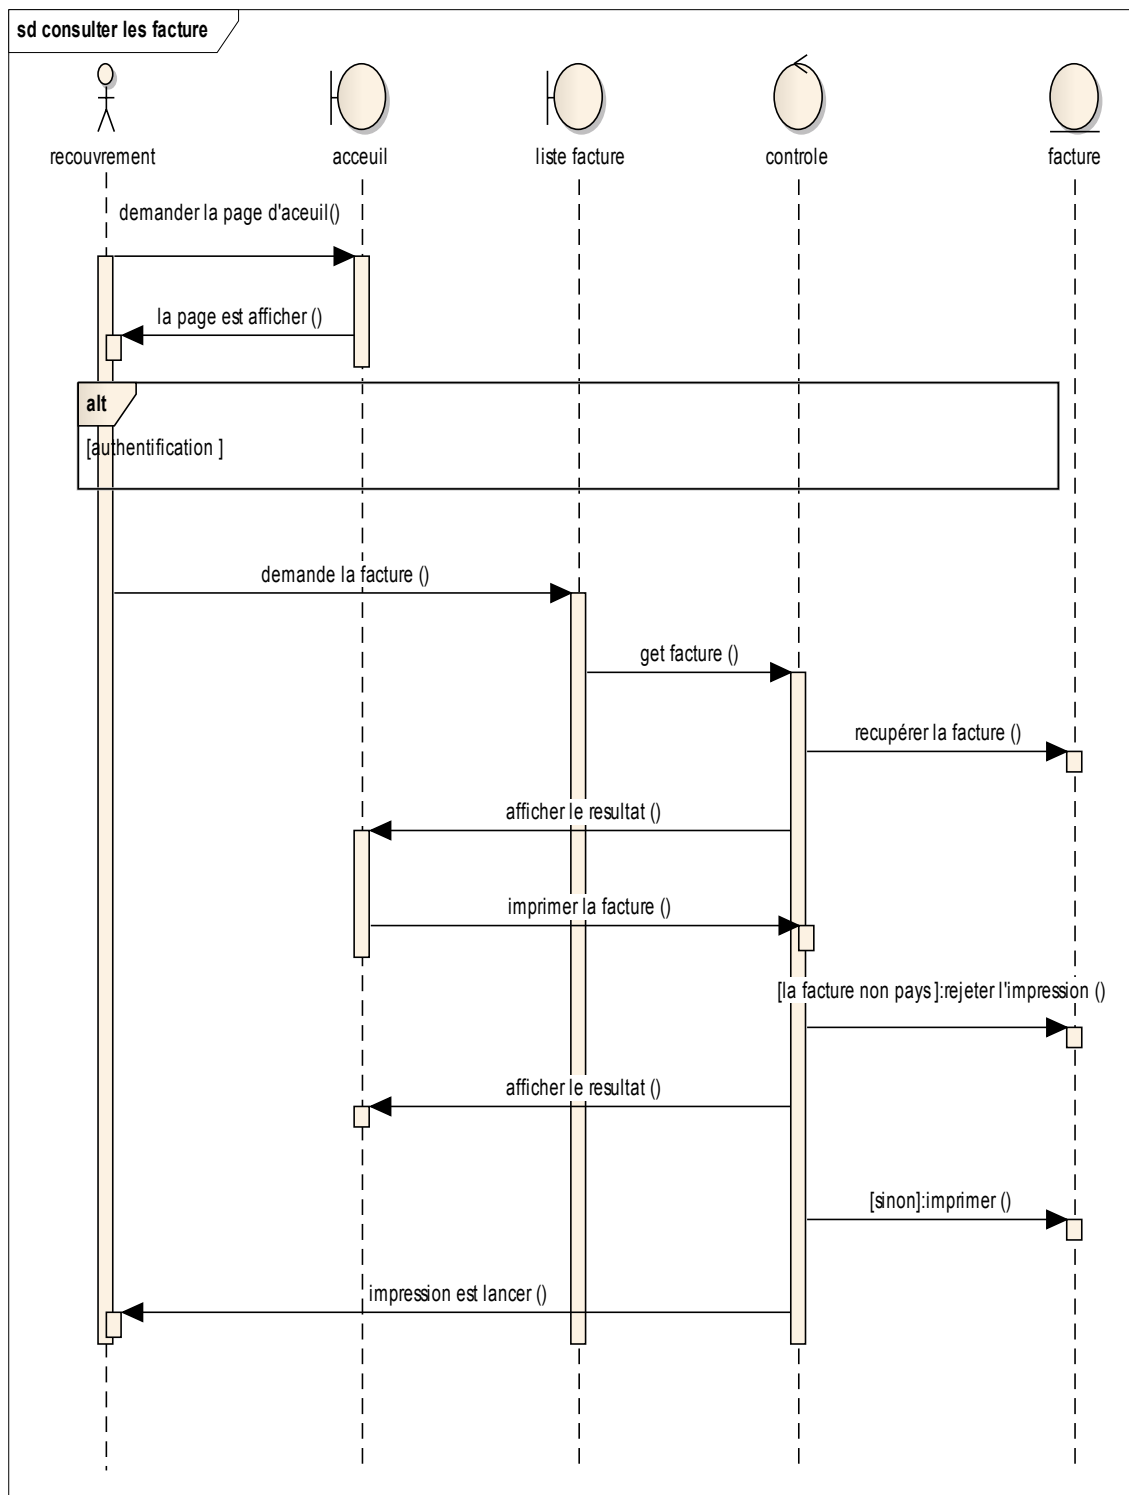 sd consulter les facture
recouvrement
acceuil
liste facture
controle
facture
demander la page d'aceuil()
la page est afficher ()
alt
[authentification ]
demande la facture ()
get facture ()
recupérer la facture ()
afficher le resultat ()
imprimer la facture ()
[la facture non pays]:rejeter l'impression ()
afficher le resultat ()
[sinon]:imprimer ()
impression est lancer ()